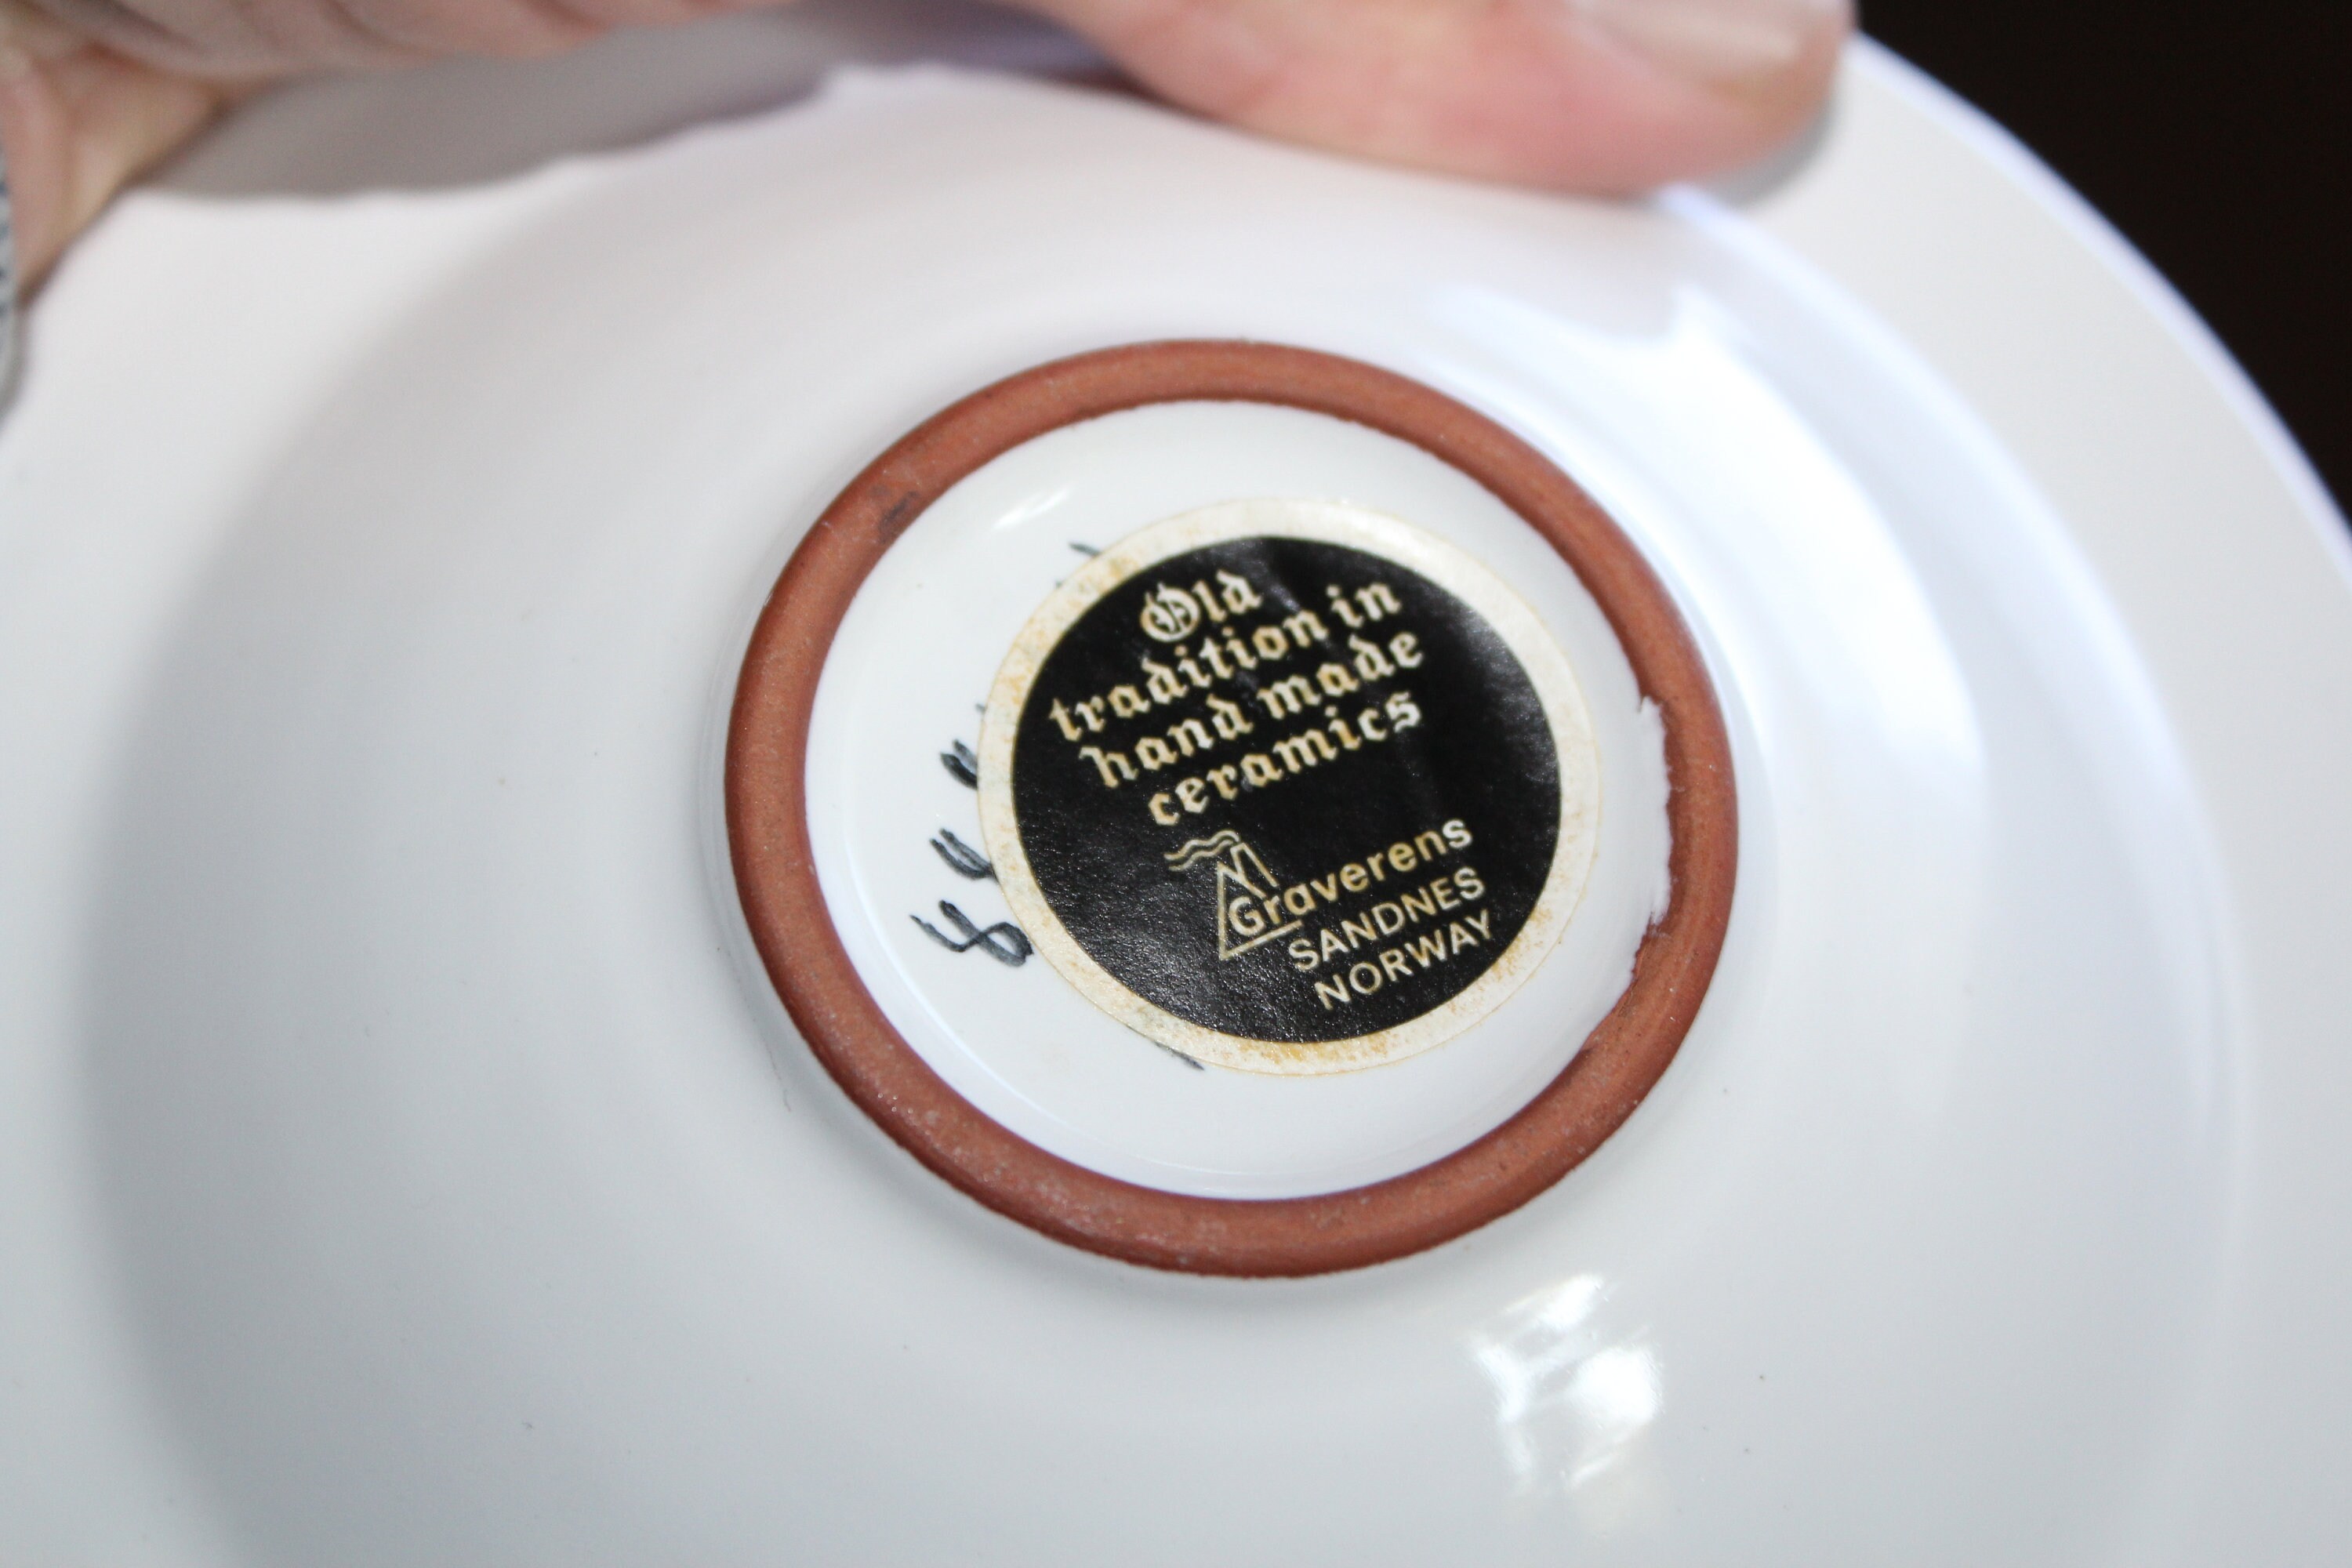 Old
tradition in
hand made
ceramics
Graverens
SANDNES
NORWAY